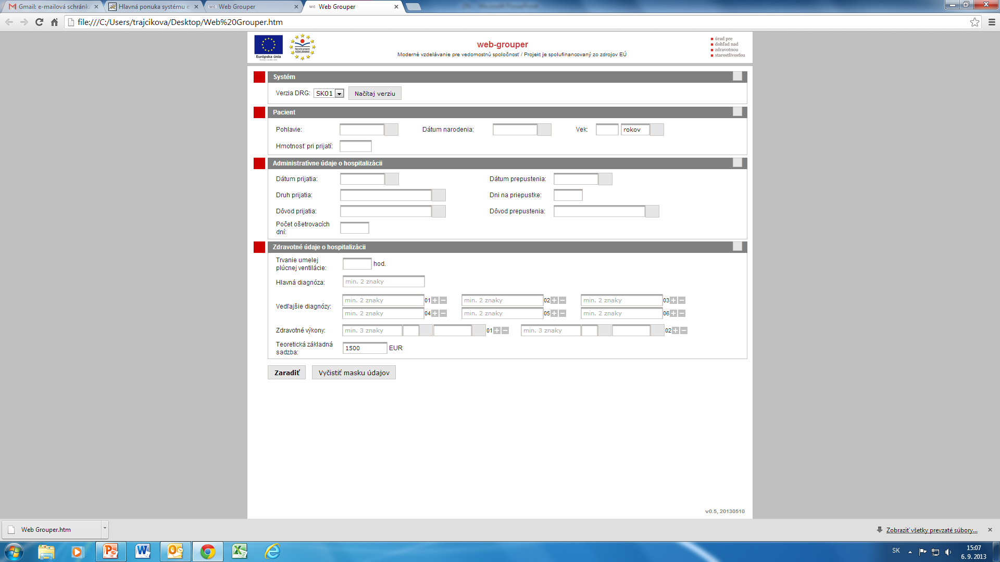 Gmail: e-mailová schránka
Hlavná ponuka systému e
Web Grouper
Web Grouper
file:///C:/Users/trajcikova/Desktop/Web%20Grouper.htm
Európska únia
Operačný program
VZDELÁVANIE
web-grouper
Moderné vzdelávanie pre vedomostnú spoločnosť / Projekt je spolufinancovaný zo zdrojov EÚ
úrad pre
dohľad nad
zdravotnou
starostlivosťou
Systém
Verzia DRG: SK01 Načítaj verziu
Pacient
Pohlavie: Dátum narodenia: Vek: rokov
Hmotnosť pri prijatí:
Administratívne údaje o hospitalizácii
Dátum prijatia: Dátum prepustenia:
Druh prijatia: Dni na priepustke:
Dôvod prijatia: Dôvod prepustenia:
Počet ošetrovacích
dní:
Zdravotné údaje o hospitalizácii
Trvanie umelej
pľúcnej ventilácie: hod.
Hlavná diagnóza: min. 2 znaky
Vedľajšie diagnózy:
min. 2 znaky 01 min. 2 znaky 02 min. 2 znaky 03
min. 2 znaky 04 min. 2 znaky 05 min. 2 znaky 06
Zdravotné výkony: min. 3 znaky 01 min. 3 znaky 02
Teoretická základná
sadzba: 1500 EUR
Zaradiť Vyčistiť masku údajov
v0.5, 20130510
Web Grouper.htm
Zobraziť všetky prevzaté súbory...
SK
15:07
6. 9. 2013